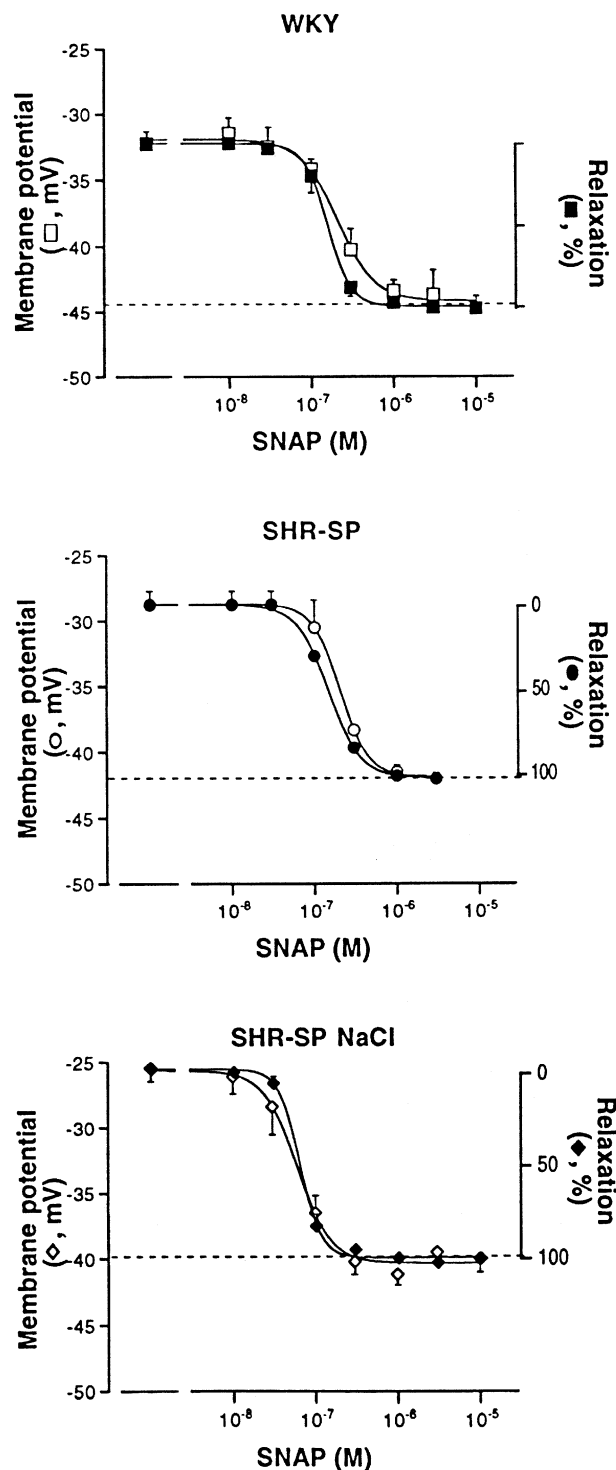 WKY
-25
-30
-35
-40
-45
-50
Membrane potential
(□, mV)
Relaxation
(■, %)
10⁻⁸ 10⁻⁷ 10⁻⁶ 10⁻⁵
SNAP (M)
SHR-SP
-25
-30
-35
-40
-45
-50
Membrane potential
(○, mV)
0
50
100
Relaxation
(●, %)
10⁻⁸ 10⁻⁷ 10⁻⁶ 10⁻⁵
SNAP (M)
SHR-SP NaCl
-25
-30
-35
-40
-45
-50
Membrane potential
(◇, mV)
0
50
100
Relaxation
(◆, %)
10⁻⁸ 10⁻⁷ 10⁻⁶ 10⁻⁵
SNAP (M)